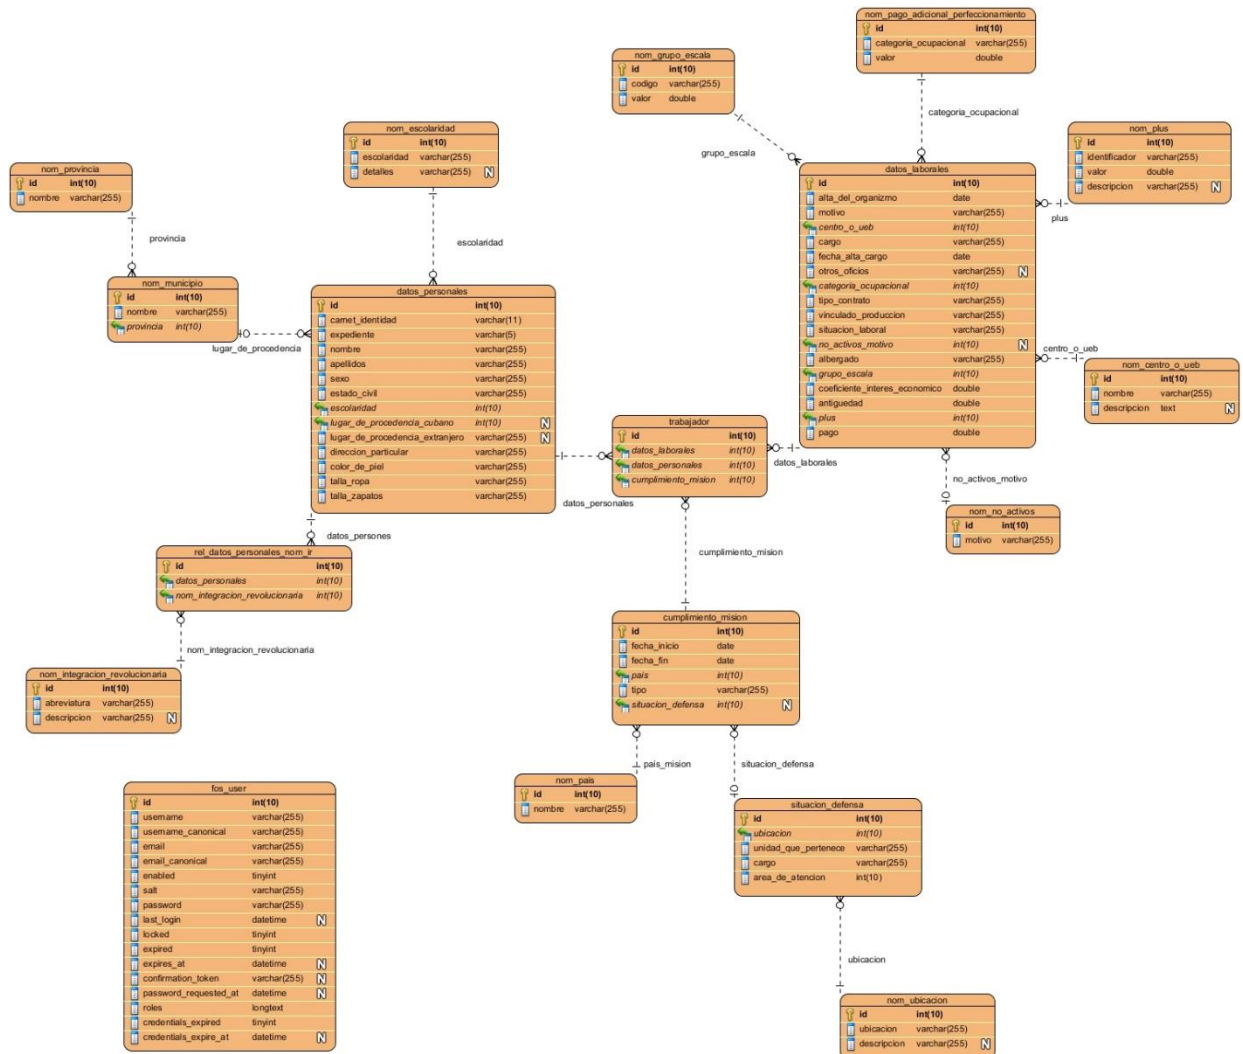 nom_pago_adicional_perfeccionamiento
id int(10)
categoria_ocupacional varchar(255)
valor double
nom_grupo_escala
id int(10)
codigo varchar(255)
valor double
categoria_ocupacional
nom_escolaridad
id int(10)
escolaridad varchar(255)
detalles varchar(255) N
nom_plus
id int(10)
identificador varchar(255)
valor double
descripcion varchar(255) N
grupo_escala
nom_provincia
id int(10)
nombre varchar(255)
plus
provincia
escolaridad
datos_laborales
id int(10)
alta_del_organizmo date
motivo varchar(255)
centro_o_ueb int(10)
cargo varchar(255)
fecha_alta_cargo date
otros_oficios varchar(255) N
categoria_ocupacional int(10)
tipo_contrato varchar(255)
vinculado_produccion varchar(255)
situacion_laboral varchar(255)
no_activos_motivo int(10) N
albergado varchar(255)
grupo_escala int(10)
coeficiente_interes_economico double
antiguedad double
plus int(10)
pago double
nom_municipio
id int(10)
nombre varchar(255)
provincia int(10)
lugar_de_procedencia
datos_personales
id int(10)
carnet_identidad varchar(11)
expediente varchar(5)
nombre varchar(255)
apellidos varchar(255)
sexo varchar(255)
estado_civil varchar(255)
escolaridad int(10)
lugar_de_procedencia_cubano int(10) N
lugar_de_procedencia_extranjero varchar(255) N
direccion_particular varchar(255)
color_de_piel varchar(255)
talla_ropa varchar(255)
talla_zapatos varchar(255)
centro_o_ueb
nom_centro_o_ueb
id int(10)
nombre varchar(255)
descripcion text N
trabajador
id int(10)
datos_laborales int(10)
datos_personales int(10)
cumplimiento_mision int(10)
datos_laborales
datos_personales
no_activos_motivo
nom_no_activos
id int(10)
motivo varchar(255)
datos_persones
rel_datos_personales_nom_ir
id int(10)
datos_personales int(10)
nom_integracion_revolucionaria int(10)
cumplimiento_mision
nom_integracion_revolucionaria
nom_integracion_revolucionaria
id int(10)
abreviatura varchar(255)
descripcion varchar(255) N
cumplimiento_mision
id int(10)
fecha_inicio date
fecha_fin date
pais int(10)
tipo varchar(255)
situacion_defensa int(10) N
pais_mision
situacion_defensa
nom_pais
id int(10)
nombre varchar(255)
fos_user
id int(10)
username varchar(255)
username_canonical varchar(255)
email varchar(255)
email_canonical varchar(255)
enabled tinyint
salt varchar(255)
password varchar(255)
last_login datetime N
locked tinyint
expired tinyint
expires_at datetime N
confirmation_token varchar(255) N
password_requested_at datetime N
roles longtext
credentials_expired tinyint
credentials_expire_at datetime N
situacion_defensa
id int(10)
ubicacion int(10)
unidad_que_pertenece varchar(255)
cargo varchar(255)
area_de_atencion int(10)
ubicacion
nom_ubicacion
id int(10)
ubicacion varchar(255)
descripcion varchar(255) N